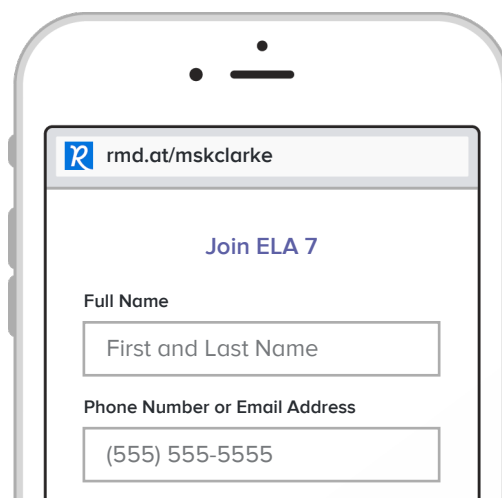 rmd.at/mskclarke
Join ELA 7
Full Name
First and Last Name
Phone Number or Email Address
(555) 555-5555